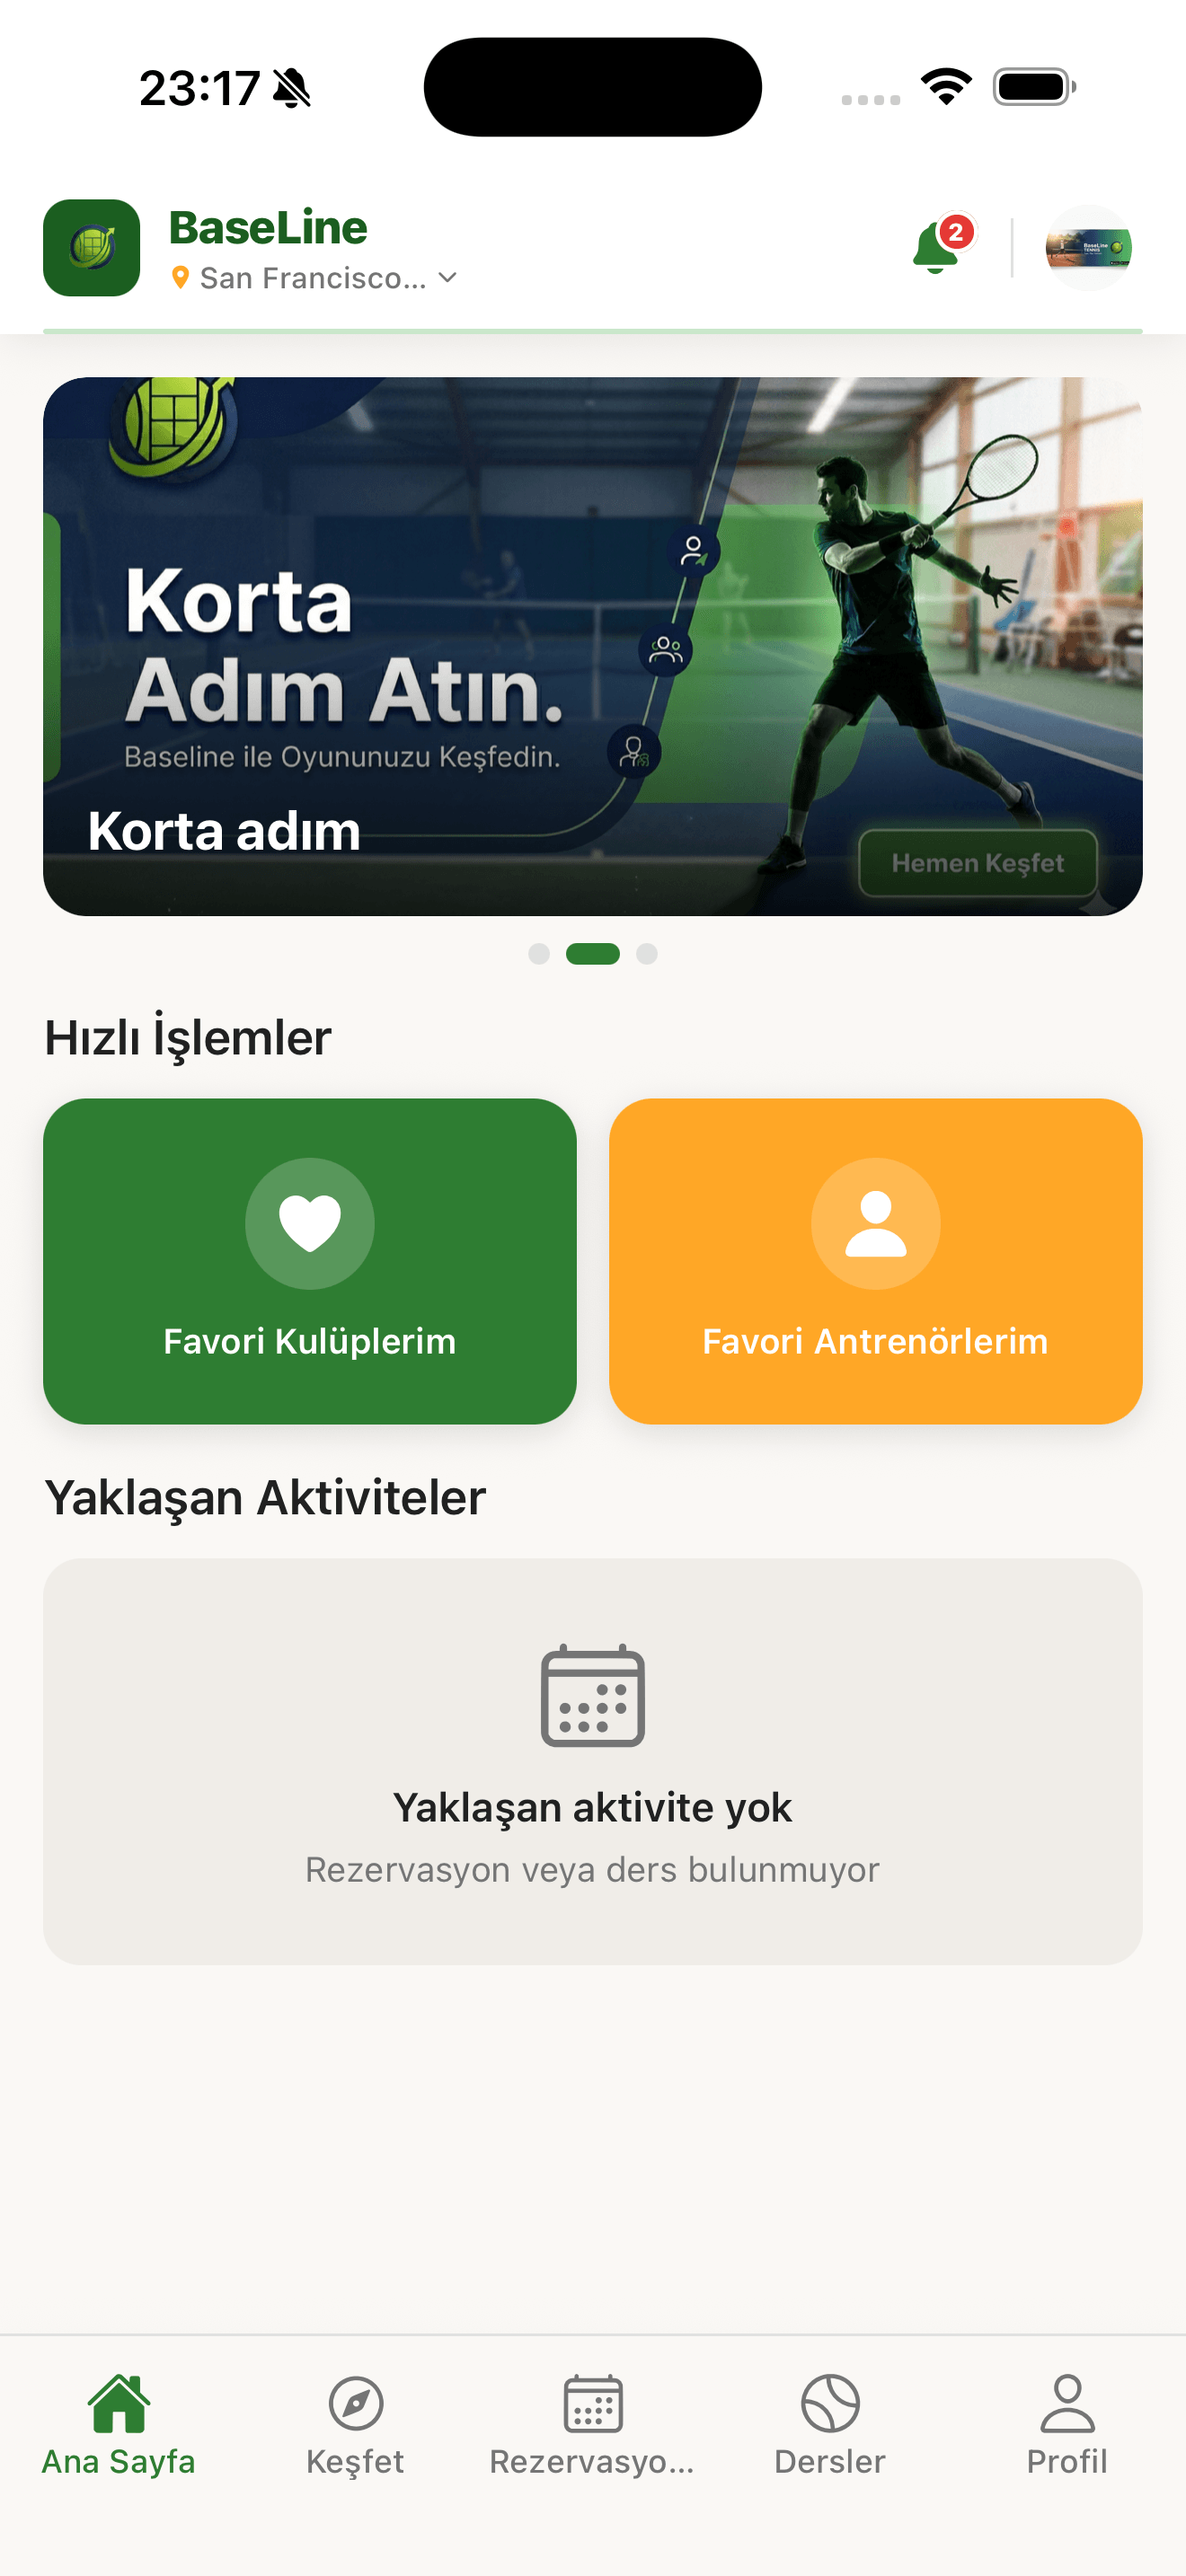 23:17
BaseLine
San Francisco...
2
Korta
Adım Atın.
Baseline ile Oyununuzu Keşfedin.
Korta adım
Hemen Keşfet
Hızlı İşlemler
Favori Kulüplerim
Favori Antrenörlerim
Yaklaşan Aktiviteler
Yaklaşan aktivite yok
Rezervasyon veya ders bulunmuyor
Ana Sayfa
Keşfet
Rezervasyo...
Dersler
Profil